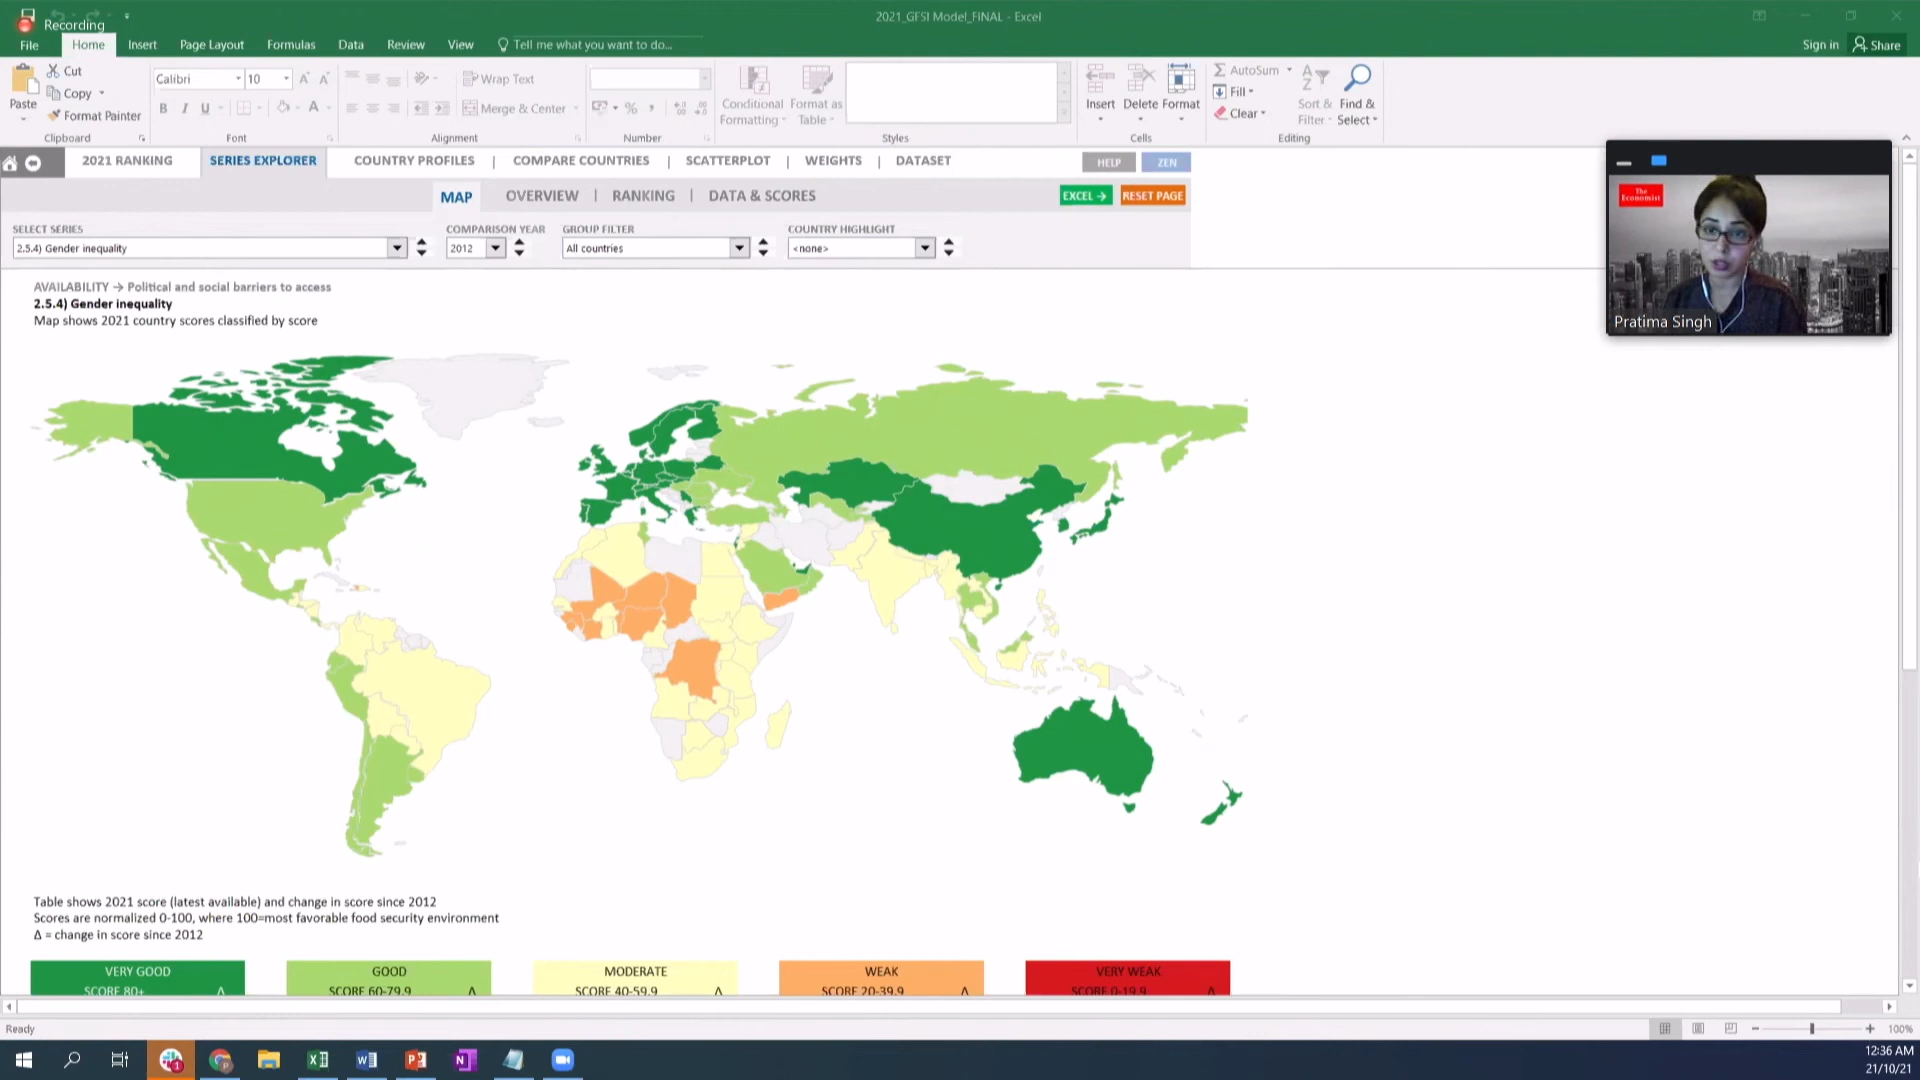 Recording
2021_GFSI Model_FINAL - Excel
File Home Insert Page Layout Formulas Data Review View Tell me what you want to do... Sign in Share
Paste
Cut
Copy
Format Painter
Clipboard
Calibri 10
B I U A
Font
Wrap Text
Merge & Center
Alignment
%
Number
Conditional Formatting
Format as Table
Styles
Insert Delete Format
Cells
AutoSum
Fill
Clear
Sort & Filter
Find & Select
Editing
2021 RANKING SERIES EXPLORER COUNTRY PROFILES | COMPARE COUNTRIES | SCATTERPLOT | WEIGHTS | DATASET HELP ZEN
MAP OVERVIEW | RANKING | DATA & SCORES EXCEL → RESET PAGE
SELECT SERIES COMPARISON YEAR GROUP FILTER COUNTRY HIGHLIGHT
2.5.4) Gender inequality 2012 All countries <none>
The Economist
Pratima Singh
AVAILABILITY → Political and social barriers to access
2.5.4) Gender inequality
Map shows 2021 country scores classified by score
Table shows 2021 score (latest available) and change in score since 2012
Scores are normalized 0-100, where 100=most favorable food security environment
Δ = change in score since 2012
VERY GOOD GOOD MODERATE WEAK VERY WEAK
SCORE 80+ Δ SCORE 60-79.9 Δ SCORE 40-59.9 Δ SCORE 20-39.9 Δ SCORE 0-19.9 Δ
Ready 100%
12:36 AM
21/10/21